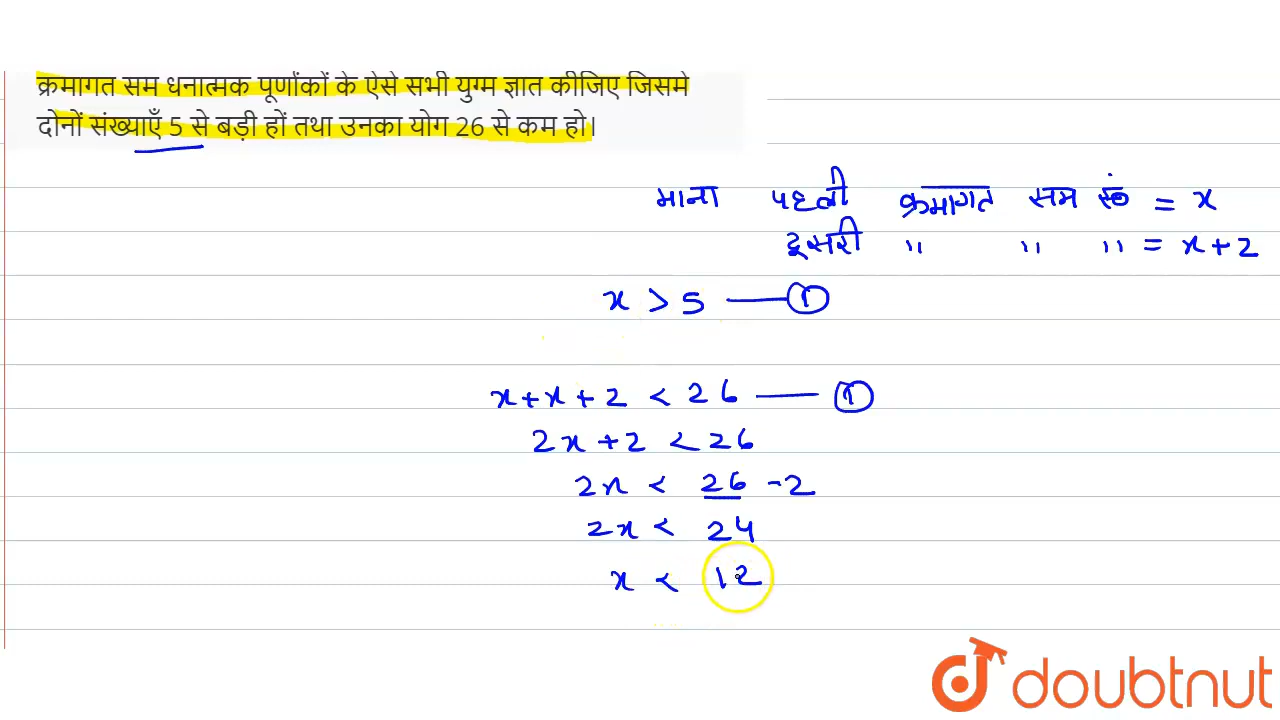 क्रमागत सम धनात्मक पूर्णांकों के ऐसे सभी युग्म ज्ञात कीजिए जिसमे
दोनों संख्याएँ 5 से बड़ी हों तथा उनका योग 26 से कम हो।
माना पहली क्रमागत सम सं० = x
दूसरी " " " = x + 2
x > 5 — ①
x + x + 2 < 26 — ①
2x + 2 < 26
2x < 26 - 2
2x < 24
x < 12
doubtnut